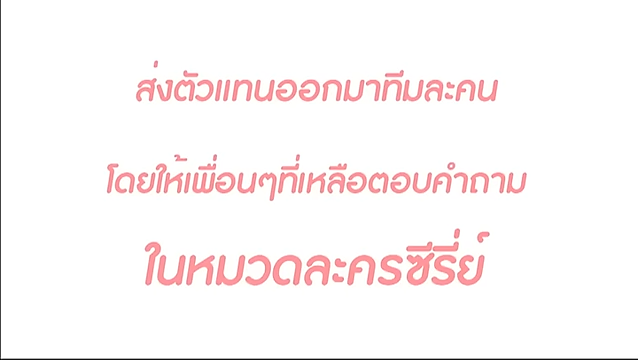 ส่งตัวแทนออกมาทีมละคน
โดยให้เพื่อนๆที่เหลือตอบคำถาม
ในหมวดละครซีรี่ย์